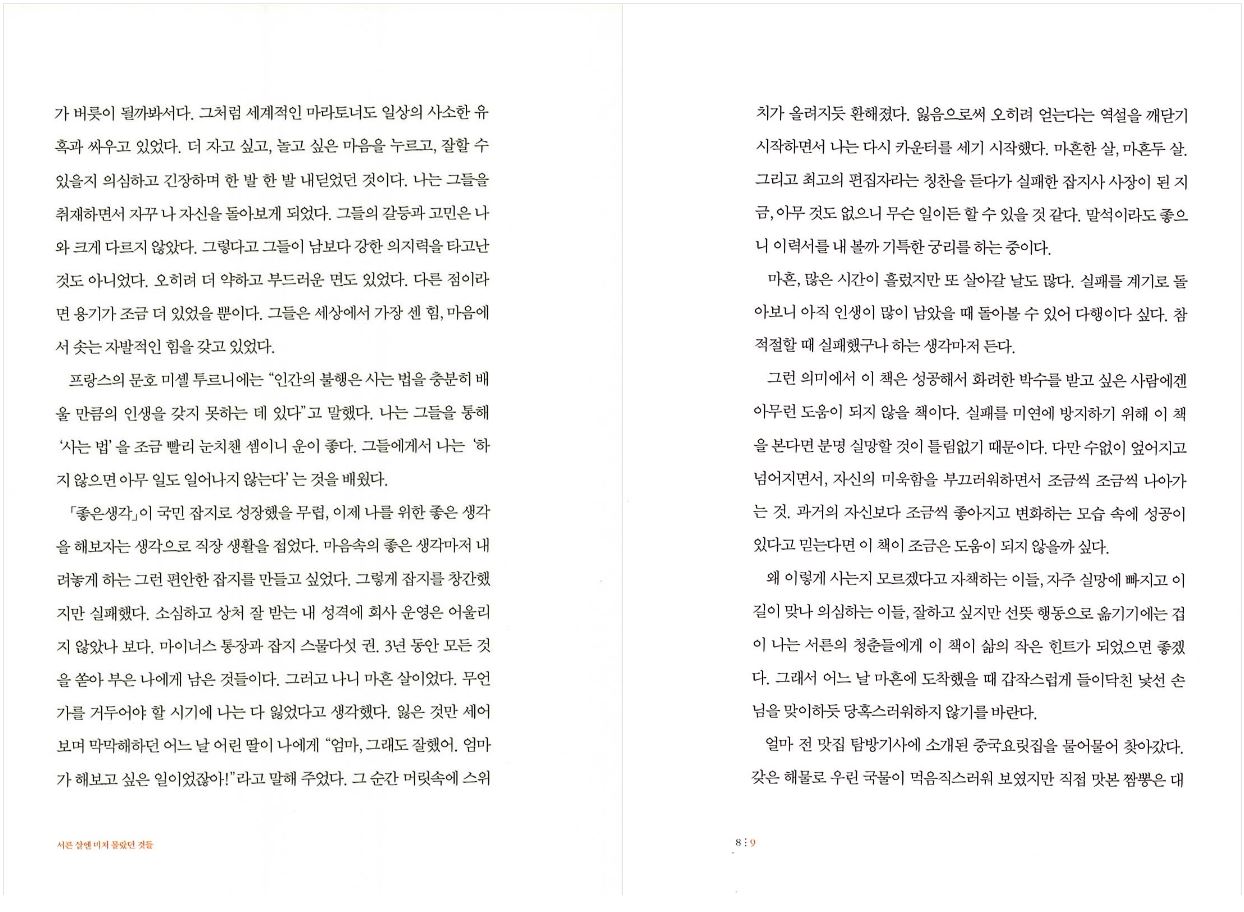 가 버릇이 될까봐서다. 그처럼 세계적인 마라토너도 일상의 사소한 유
혹과 싸우고 있었다. 더 자고 싶고, 놀고 싶은 마음을 누르고, 잘할 수
있을지 의심하고 긴장하며 한 발 한 발 내딛었던 것이다. 나는 그들을
취재하면서 자꾸 나 자신을 돌아보게 되었다. 그들의 갈등과 고민은 나
와 크게 다르지 않았다. 그렇다고 그들이 남보다 강한 의지력을 타고난
것도 아니었다. 오히려 더 약하고 부드러운 면도 있었다. 다른 점이라
면 용기가 조금 더 있었을 뿐이다. 그들은 세상에서 가장 센 힘, 마음에
서 솟는 자발적인 힘을 갖고 있었다.
프랑스의 문호 미셸 투르니에는 “인간의 불행은 사는 법을 충분히 배
울 만큼의 인생을 갖지 못하는 데 있다”고 말했다. 나는 그들을 통해
‘사는 법’을 조금 빨리 눈치챈 셈이니 운이 좋다. 그들에게서 나는 ‘하
지 않으면 아무 일도 일어나지 않는다’는 것을 배웠다.
「좋은생각」이 국민 잡지로 성장했을 무렵, 이제 나를 위한 좋은 생각
을 해보자는 생각으로 직장 생활을 접었다. 마음속의 좋은 생각마저 내
려놓게 하는 그런 편안한 잡지를 만들고 싶었다. 그렇게 잡지를 창간했
지만 실패했다. 소심하고 상처 잘 받는 내 성격에 회사 운영은 어울리
지 않았나 보다. 마이너스 통장과 잡지 스물다섯 권. 3년 동안 모든 것
을 쏟아 부은 나에게 남은 것들이다. 그러고 나니 마흔 살이었다. 무언
가를 거두어야 할 시기에 나는 다 잃었다고 생각했다. 잃은 것만 세어
보며 막막해하던 어느 날 어린 딸이 나에게 “엄마, 그래도 잘했어. 엄마
가 해보고 싶은 일이었잖아!”라고 말해 주었다. 그 순간 머릿속에 스위
서른 살엔 미처 몰랐던 것들
치가 올려지듯 환해졌다. 잃음으로써 오히려 얻는다는 역설을 깨닫기
시작하면서 나는 다시 카운터를 세기 시작했다. 마흔한 살, 마흔두 살.
그리고 최고의 편집자라는 칭찬을 듣다가 실패한 잡지사 사장이 된 지
금, 아무 것도 없으니 무슨 일이든 할 수 있을 것 같다. 말석이라도 좋으
니 이력서를 내 볼까 기특한 궁리를 하는 중이다.
마흔, 많은 시간이 흘렀지만 또 살아갈 날도 많다. 실패를 계기로 돌
아보니 아직 인생이 많이 남았을 때 돌아볼 수 있어 다행이다 싶다. 참
적절할 때 실패했구나 하는 생각마저 든다.
그런 의미에서 이 책은 성공해서 화려한 박수를 받고 싶은 사람에겐
아무런 도움이 되지 않을 책이다. 실패를 미연에 방지하기 위해 이 책
을 본다면 분명 실망할 것이 틀림없기 때문이다. 다만 수없이 엎어지고
넘어지면서, 자신의 미욱함을 부끄러워하면서 조금씩 조금씩 나아가
는 것. 과거의 자신보다 조금씩 좋아지고 변화하는 모습 속에 성공이
있다고 믿는다면 이 책이 조금은 도움이 되지 않을까 싶다.
왜 이렇게 사는지 모르겠다고 자책하는 이들, 자주 실망에 빠지고 이
길이 맞나 의심하는 이들, 잘하고 싶지만 선뜻 행동으로 옮기기에는 겁
이 나는 서른의 청춘들에게 이 책이 삶의 작은 힌트가 되었으면 좋겠
다. 그래서 어느 날 마흔에 도착했을 때 갑작스럽게 들이닥친 낯선 손
님을 맞이하듯 당혹스러워하지 않기를 바란다.
얼마 전 맛집 탐방기사에 소개된 중국요릿집을 물어물어 찾아갔다.
갖은 해물로 우린 국물이 먹음직스러워 보였지만 직접 맛본 짬뽕은 대
8 ⋮ 9